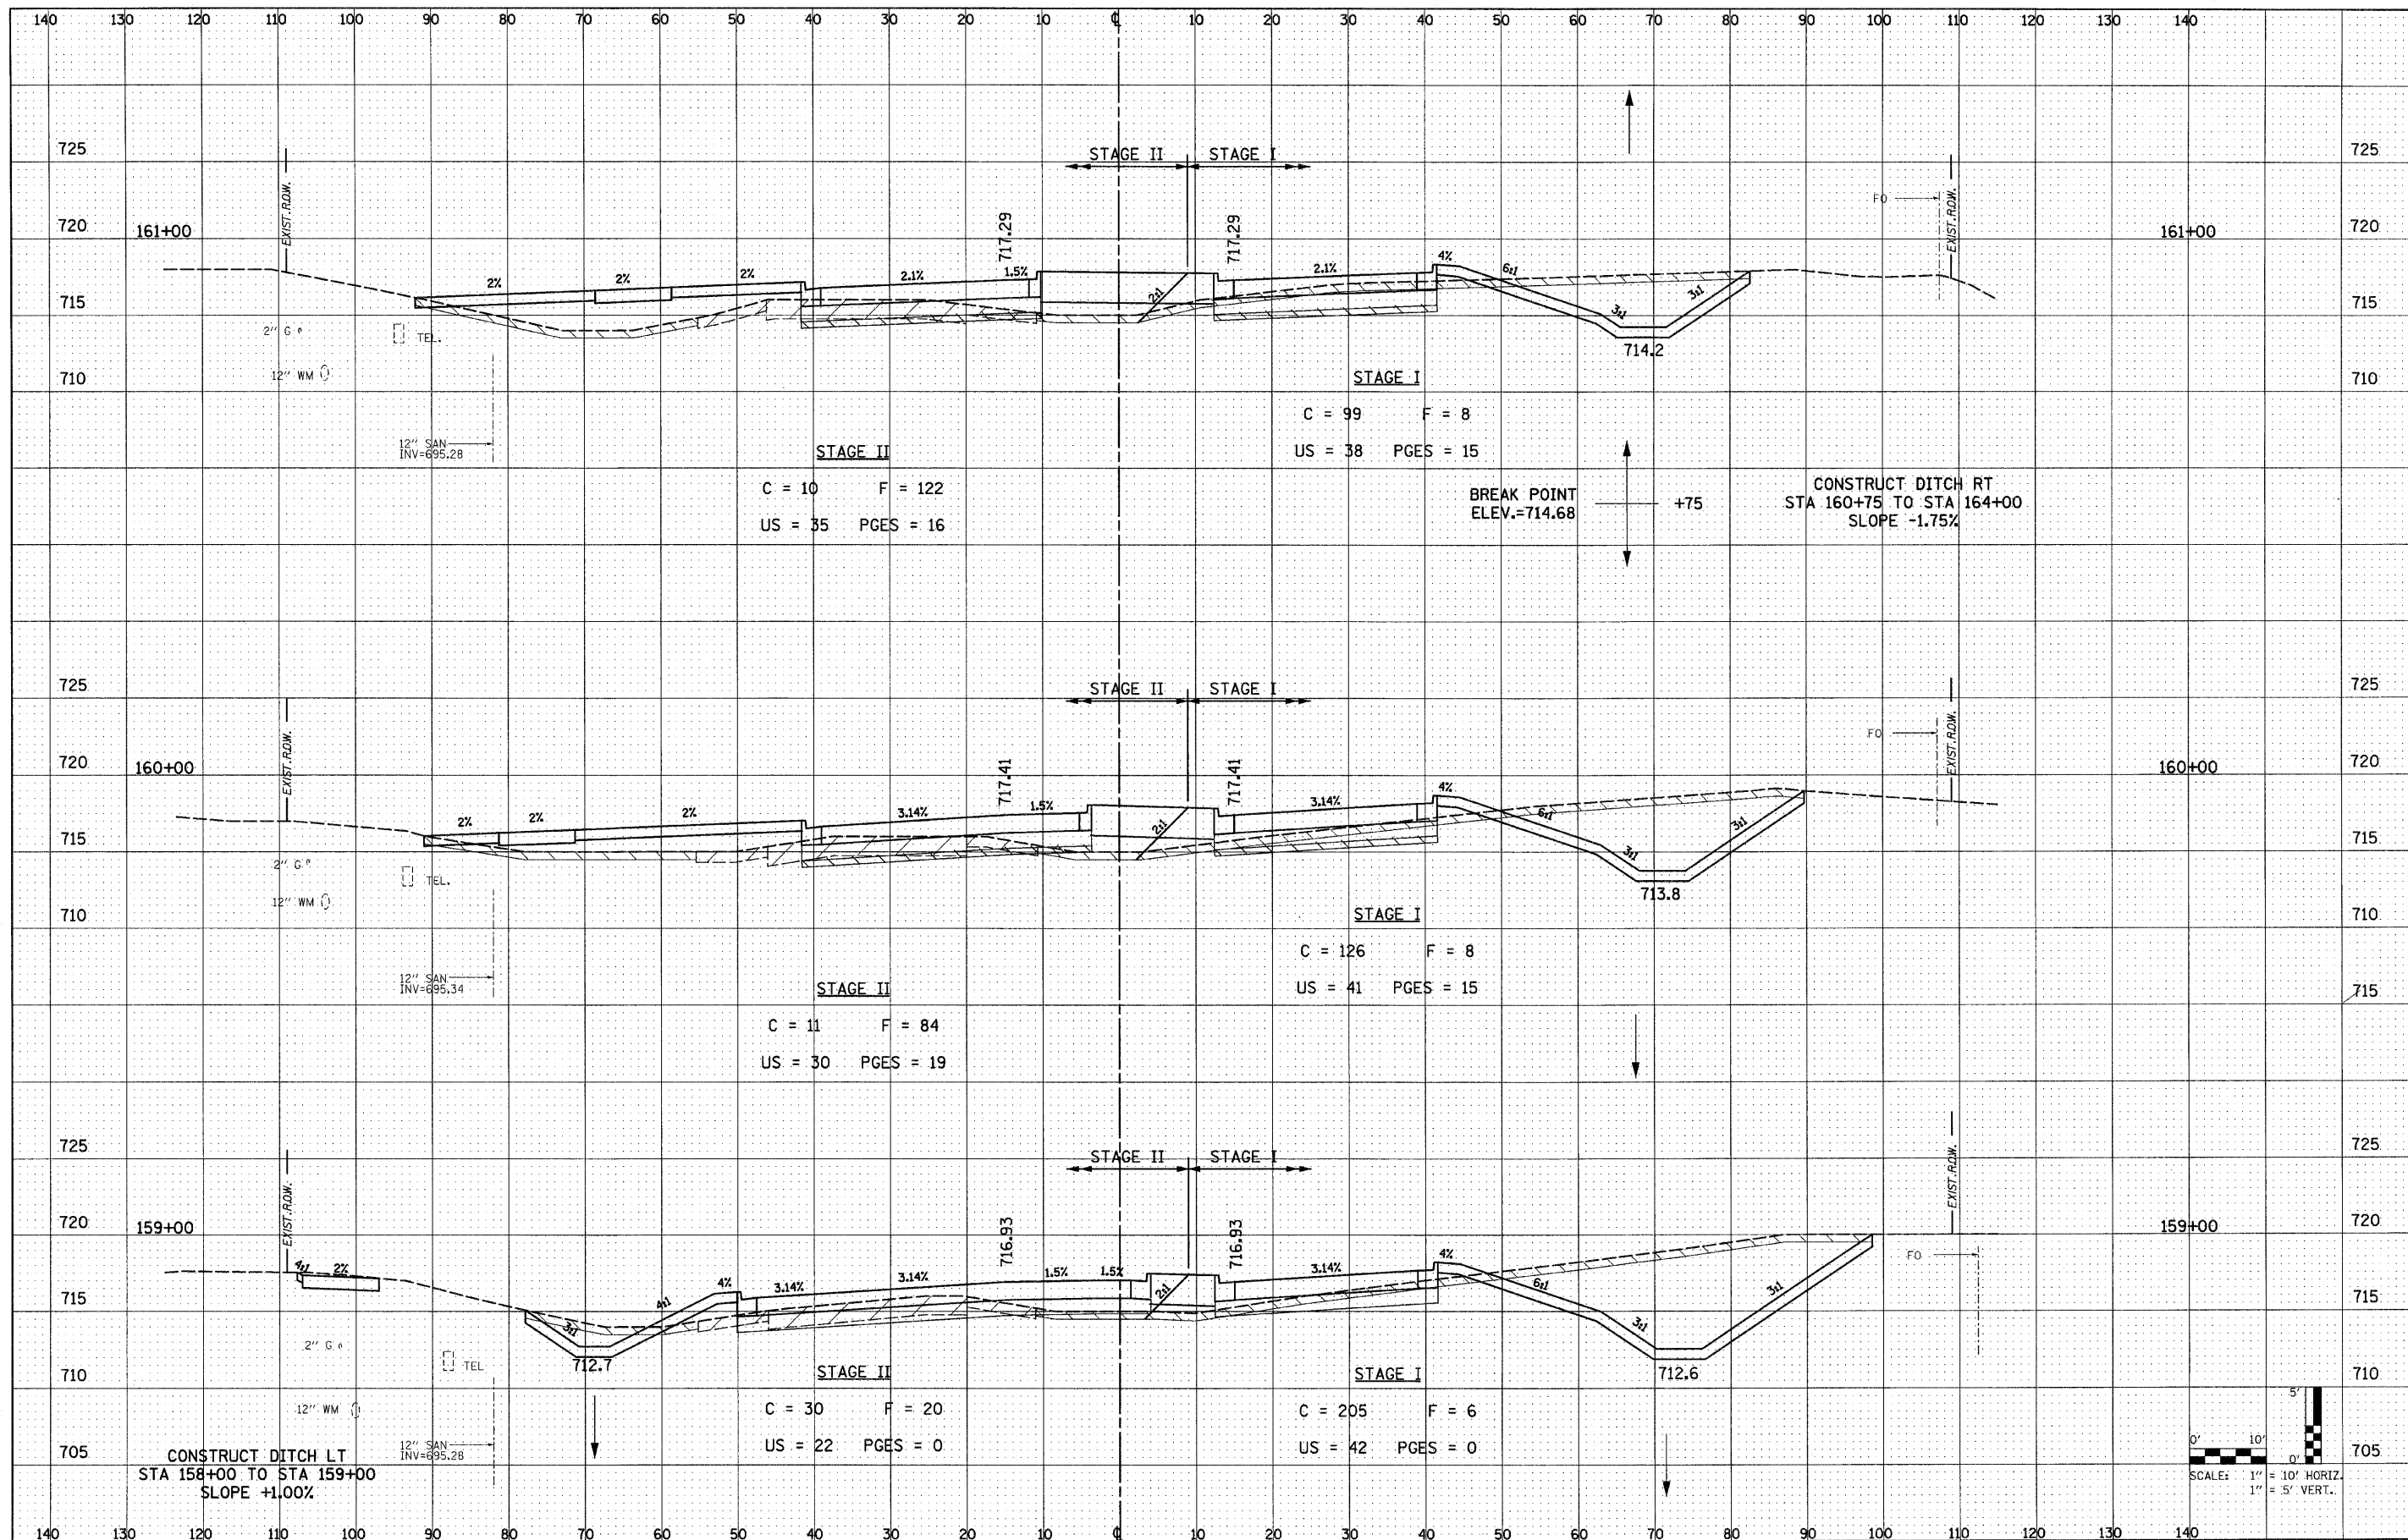 140 130 120 110 100 90 80 70 60 50 40 30 20 10 ℄ 10 20 30 40 50 60 70 80 90 100 110 120 130 140
725 STAGE II STAGE I 725
EXIST. R.O.W. FO EXIST. R.O.W.
720 161+00 717.29 717.29 161+00 720
2% 2% 2% 2.1% 1.5% 2:1 2.1% 4% 6:1 3:1 3:1
715 715
2" G TEL. 714.2
12" WM
710 STAGE I 710
C = 99 F = 8
12" SAN
INV=695.28
STAGE II
US = 38 PGES = 15
C = 10 F = 122
US = 35 PGES = 16
BREAK POINT
ELEV.=714.68
+75
CONSTRUCT DITCH RT
STA 160+75 TO STA 164+00
SLOPE -1.75%
725 STAGE II STAGE I 725
EXIST. R.O.W. FO EXIST. R.O.W.
720 160+00 717.41 717.41 160+00 720
2% 2% 2% 3.14% 1.5% 2:1 3.14% 4% 6:1 3:1 3:1
715 715
2" G TEL. 713.8
12" WM
710 STAGE I 710
C = 126 F = 8
12" SAN
INV=695.34
STAGE II
US = 41 PGES = 15
715
C = 11 F = 84
US = 30 PGES = 19
725 STAGE II STAGE I 725
EXIST. R.O.W. EXIST. R.O.W.
720 159+00 716.93 716.93 159+00 720
FO
4:1 2% 3:1 4:1 4% 3.14% 3.14% 1.5% 1.5% 2:1 3.14% 4% 6:1 3:1 3:1
715 715
2" G TEL 712.7 712.6
710 STAGE II STAGE I 710
12" WM
C = 30 F = 20 C = 205 F = 6
US = 22 PGES = 0 US = 42 PGES = 0
12" SAN
INV=695.28
705 705
CONSTRUCT DITCH LT
STA 158+00 TO STA 159+00
SLOPE +1.00%
5'
0' 10' 0'
SCALE: 1" = 10' HORIZ.
1" = 5' VERT.
140 130 120 110 100 90 80 70 60 50 40 30 20 10 ℄ 10 20 30 40 50 60 70 80 90 100 110 120 130 140